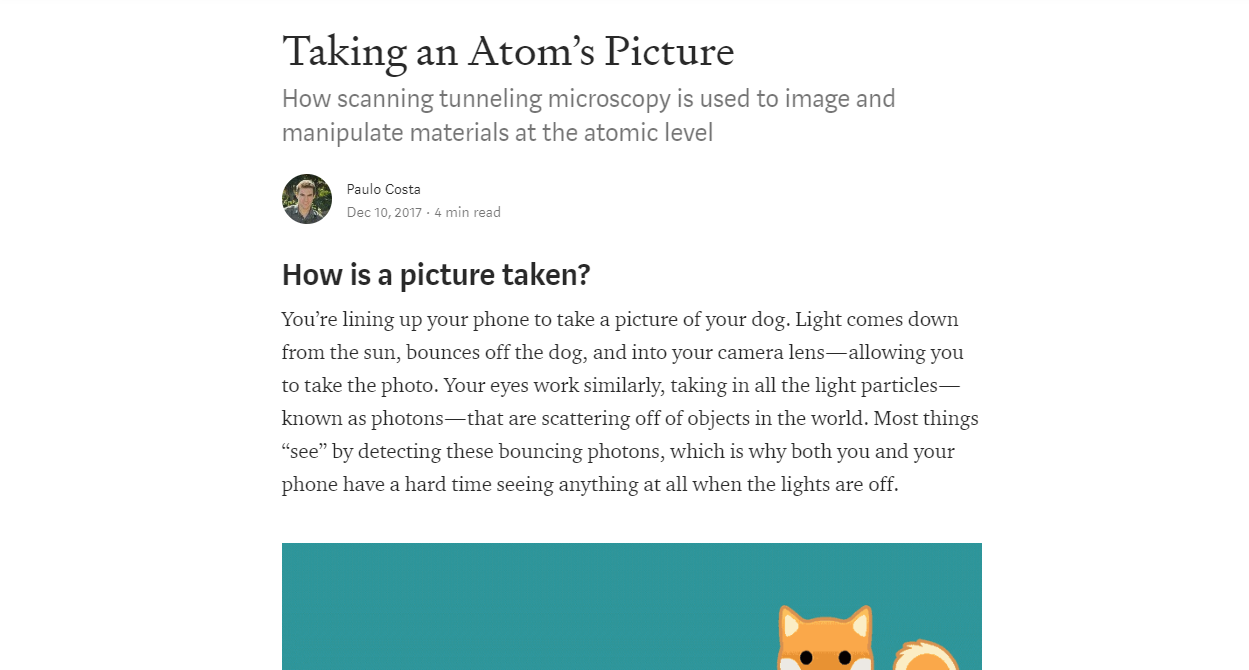 Taking an Atom’s Picture
How scanning tunneling microscopy is used to image and
manipulate materials at the atomic level
Paulo Costa
Dec 10, 2017 · 4 min read
How is a picture taken?
You’re lining up your phone to take a picture of your dog. Light comes down
from the sun, bounces off the dog, and into your camera lens—allowing you
to take the photo. Your eyes work similarly, taking in all the light particles—
known as photons—that are scattering off of objects in the world. Most things
“see” by detecting these bouncing photons, which is why both you and your
phone have a hard time seeing anything at all when the lights are off.